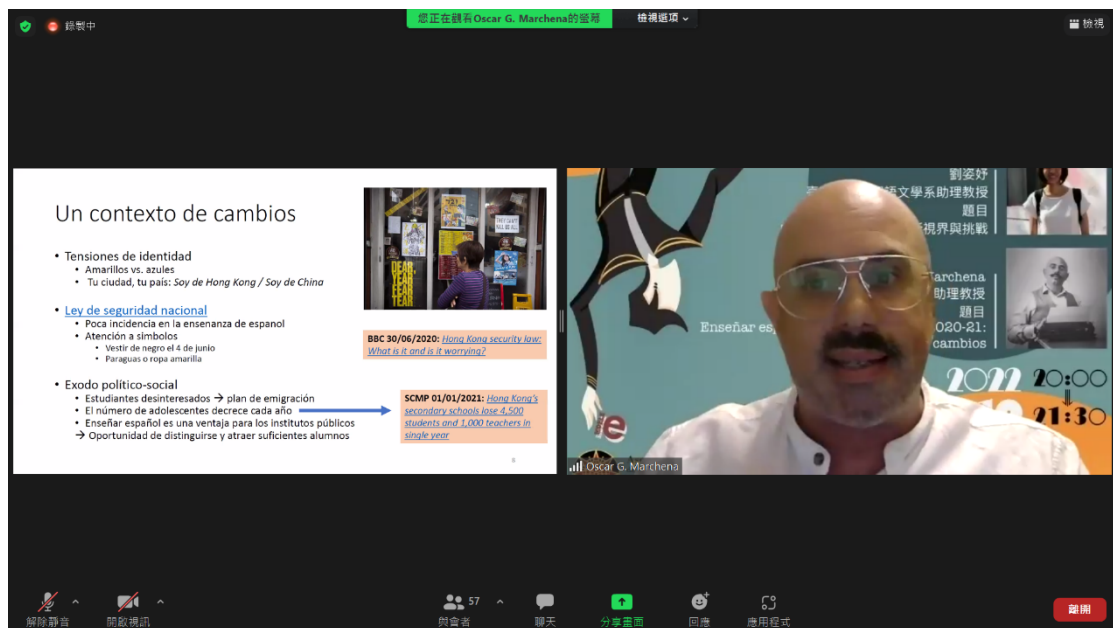 錄製中
您正在觀看Oscar G. Marchena的螢幕
檢視選項
檢視
Un contexto de cambios
• Tensiones de identidad
• Amarillos vs. azules
• Tu ciudad, tu país: Soy de Hong Kong / Soy de China
• Ley de seguridad nacional
• Poca incidencia en la ensenanza de espanol
• Atención a símbolos
• Vestir de negro el 4 de junio
• Paraguas o ropa amarilla
• Exodo político-social
• Estudiantes desinteresados → plan de emigración
• El número de adolescentes decrece cada año
• Enseñar español es una ventaja para los institutos públicos
→ Oportunidad de distinguirse y atraer suficientes alumnos
DEAR,
YEAR
FEAR
TEAR
BBC 30/06/2020: Hong Kong security law:
What is it and is it worrying?
SCMP 01/01/2021: Hong Kong's
secondary schools lose 4,500
students and 1,000 teachers in
single year
劉姿妤
文學系助理教授
題目
視界與挑戰
Marchena
助理教授
題目
020-21:
cambios
Enseñar
2022 20:00
21:30
ie
Oscar G. Marchena
解除靜音
開啟視訊
57
與會者
聊天
分享畫面
回應
應用程式
離開